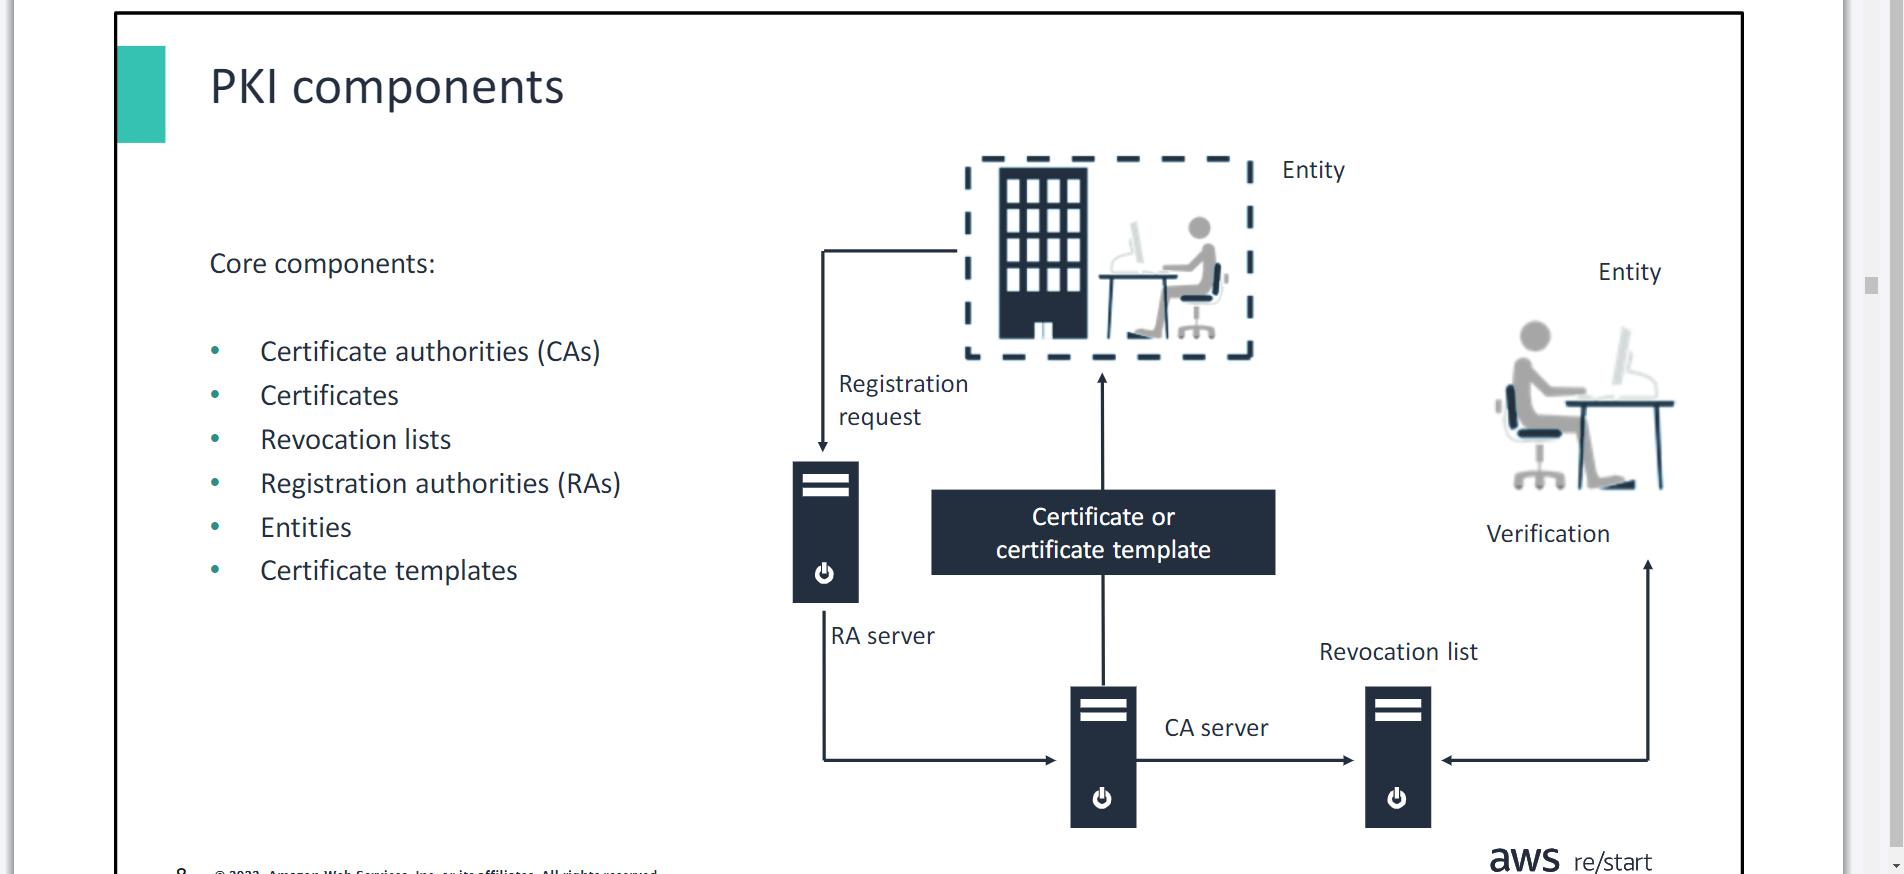 PKI components
Core components:
• Certificate authorities (CAs)
• Certificates
• Revocation lists
• Registration authorities (RAs)
• Entities
• Certificate templates
Entity
Entity
Registration
request
Certificate or
certificate template
Verification
RA server
Revocation list
CA server
aws re/start
8 © 2022, Amazon Web Services, Inc. or its affiliates. All rights reserved.